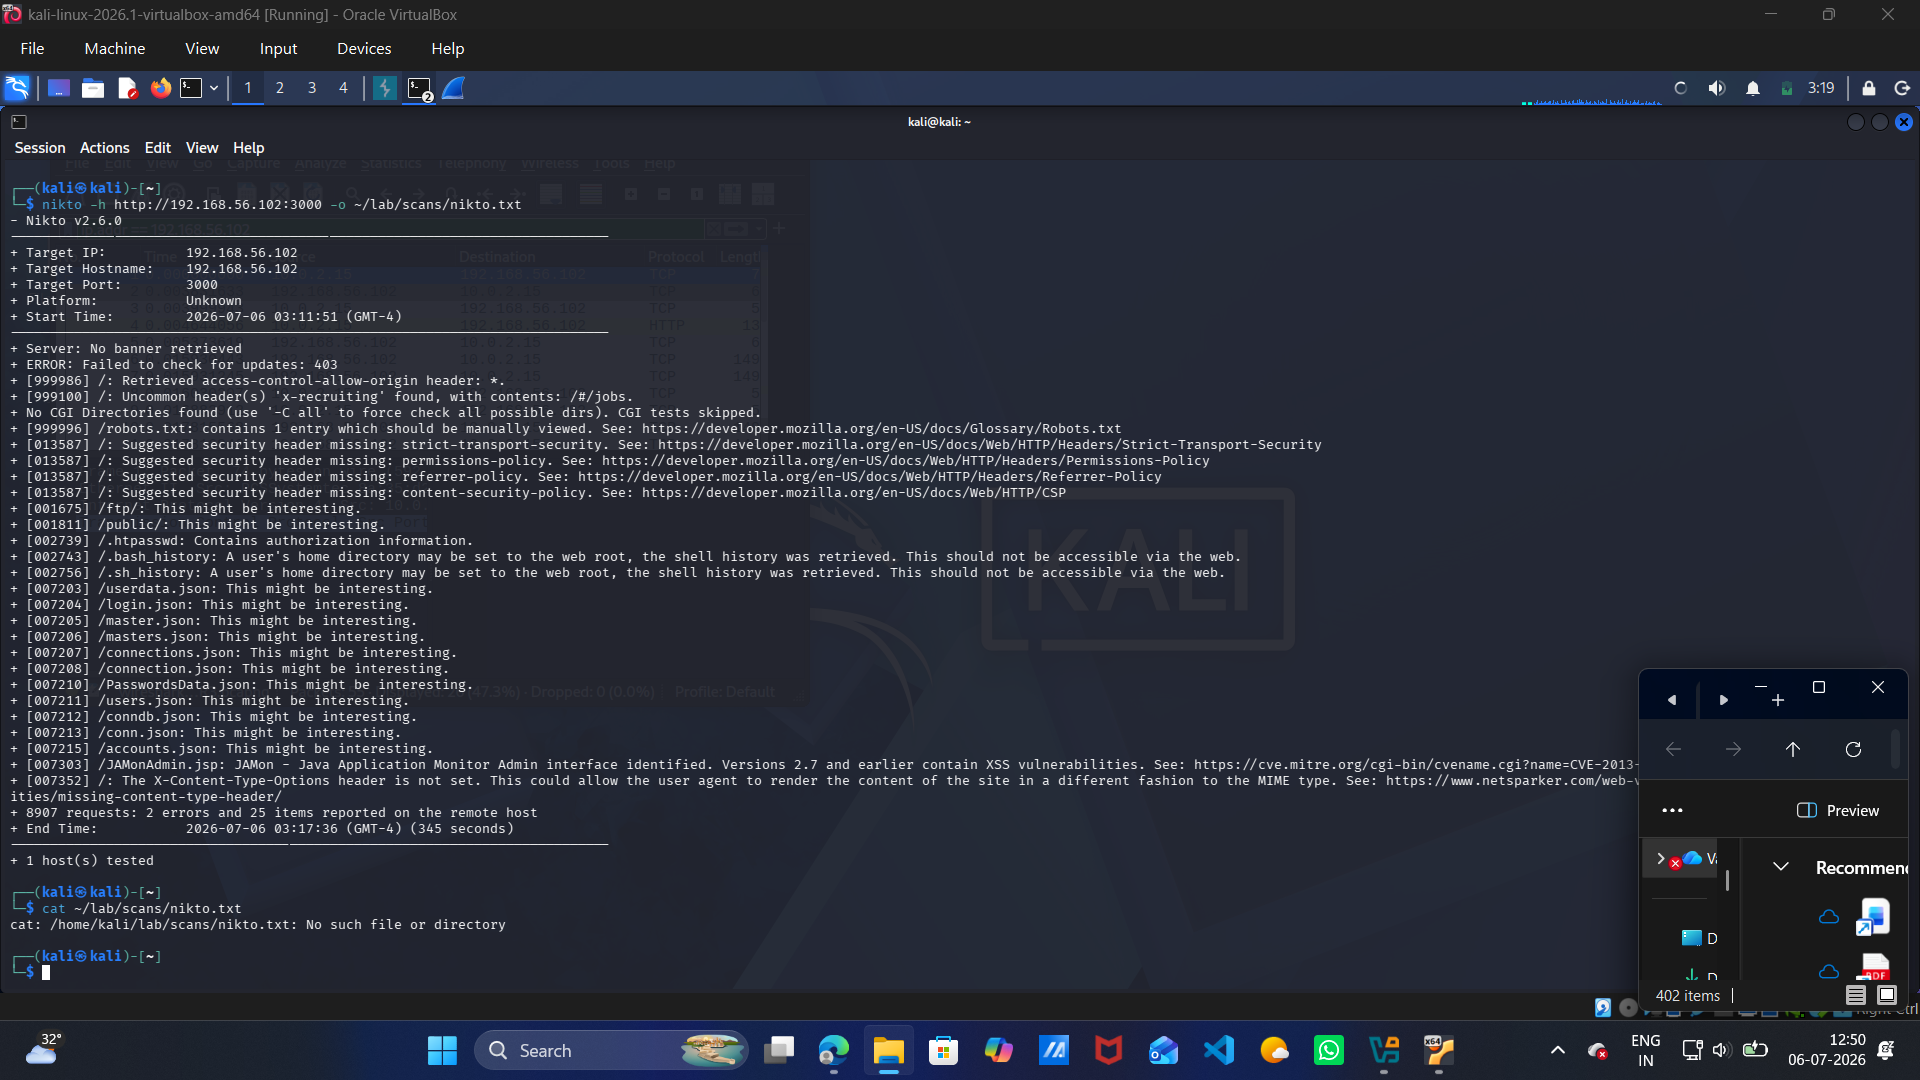 kali-linux-2026.1-virtualbox-amd64 [Running] - Oracle VirtualBox
File Machine View Input Devices Help
1 2 3 4 2 3:19
kali@kali: ~
Session Actions Edit View Help
File Edit View Go Capture Analyze Statistics Telephony Wireless Tools Help
┌──(kali㉿kali)-[~]
└─$ nikto -h http://192.168.56.102:3000 -o ~/lab/scans/nikto.txt
- Nikto v2.6.0
+ Target IP: 192.168.56.102
+ Target Hostname: 192.168.56.102
+ Target Port: 3000
+ Platform: Unknown
+ Start Time: 2026-07-06 03:11:51 (GMT-4)
+ Server: No banner retrieved
+ ERROR: Failed to check for updates: 403
+ [999986] /: Retrieved access-control-allow-origin header: *.
+ [999100] /: Uncommon header(s) 'x-recruiting' found, with contents: /#/jobs.
+ No CGI Directories found (use '-C all' to force check all possible dirs). CGI tests skipped.
+ [999996] /robots.txt: contains 1 entry which should be manually viewed. See: https://developer.mozilla.org/en-US/docs/Glossary/Robots.txt
+ [013587] /: Suggested security header missing: strict-transport-security. See: https://developer.mozilla.org/en-US/docs/Web/HTTP/Headers/Strict-Transport-Security
+ [013587] /: Suggested security header missing: permissions-policy. See: https://developer.mozilla.org/en-US/docs/Web/HTTP/Headers/Permissions-Policy
+ [013587] /: Suggested security header missing: referrer-policy. See: https://developer.mozilla.org/en-US/docs/Web/HTTP/Headers/Referrer-Policy
+ [013587] /: Suggested security header missing: content-security-policy. See: https://developer.mozilla.org/en-US/docs/Web/HTTP/CSP
+ [001675] /ftp/: This might be interesting.
+ [001811] /public/: This might be interesting.
+ [002739] /.htpasswd: Contains authorization information.
+ [002743] /.bash_history: A user's home directory may be set to the web root, the shell history was retrieved. This should not be accessible via the web.
+ [002756] /.sh_history: A user's home directory may be set to the web root, the shell history was retrieved. This should not be accessible via the web.
+ [007203] /userdata.json: This might be interesting.
+ [007204] /login.json: This might be interesting.
+ [007205] /master.json: This might be interesting.
+ [007206] /masters.json: This might be interesting.
+ [007207] /connections.json: This might be interesting.
+ [007208] /connection.json: This might be interesting.
+ [007210] /PasswordsData.json: This might be interesting.
+ [007211] /users.json: This might be interesting.
+ [007212] /conndb.json: This might be interesting.
+ [007213] /conn.json: This might be interesting.
+ [007215] /accounts.json: This might be interesting.
+ [007303] /JAMonAdmin.jsp: JAMon - Java Application Monitor Admin interface identified. Versions 2.7 and earlier contain XSS vulnerabilities. See: https://cve.mitre.org/cgi-bin/cvename.cgi?name=CVE-2013-
+ [007352] /: The X-Content-Type-Options header is not set. This could allow the user agent to render the content of the site in a different fashion to the MIME type. See: https://www.netsparker.com/web-v
ities/missing-content-type-header/
+ 8907 requests: 2 errors and 25 items reported on the remote host
+ End Time: 2026-07-06 03:17:36 (GMT-4) (345 seconds)
+ 1 host(s) tested
┌──(kali㉿kali)-[~]
└─$ cat ~/lab/scans/nikto.txt
cat: /home/kali/lab/scans/nikto.txt: No such file or directory
┌──(kali㉿kali)-[~]
└─$
KALI
(47.3%) · Dropped: 0 (0.0%) Profile: Default
Preview
Recommen
402 items
32°
Search
ENG
IN
12:50
06-07-2026